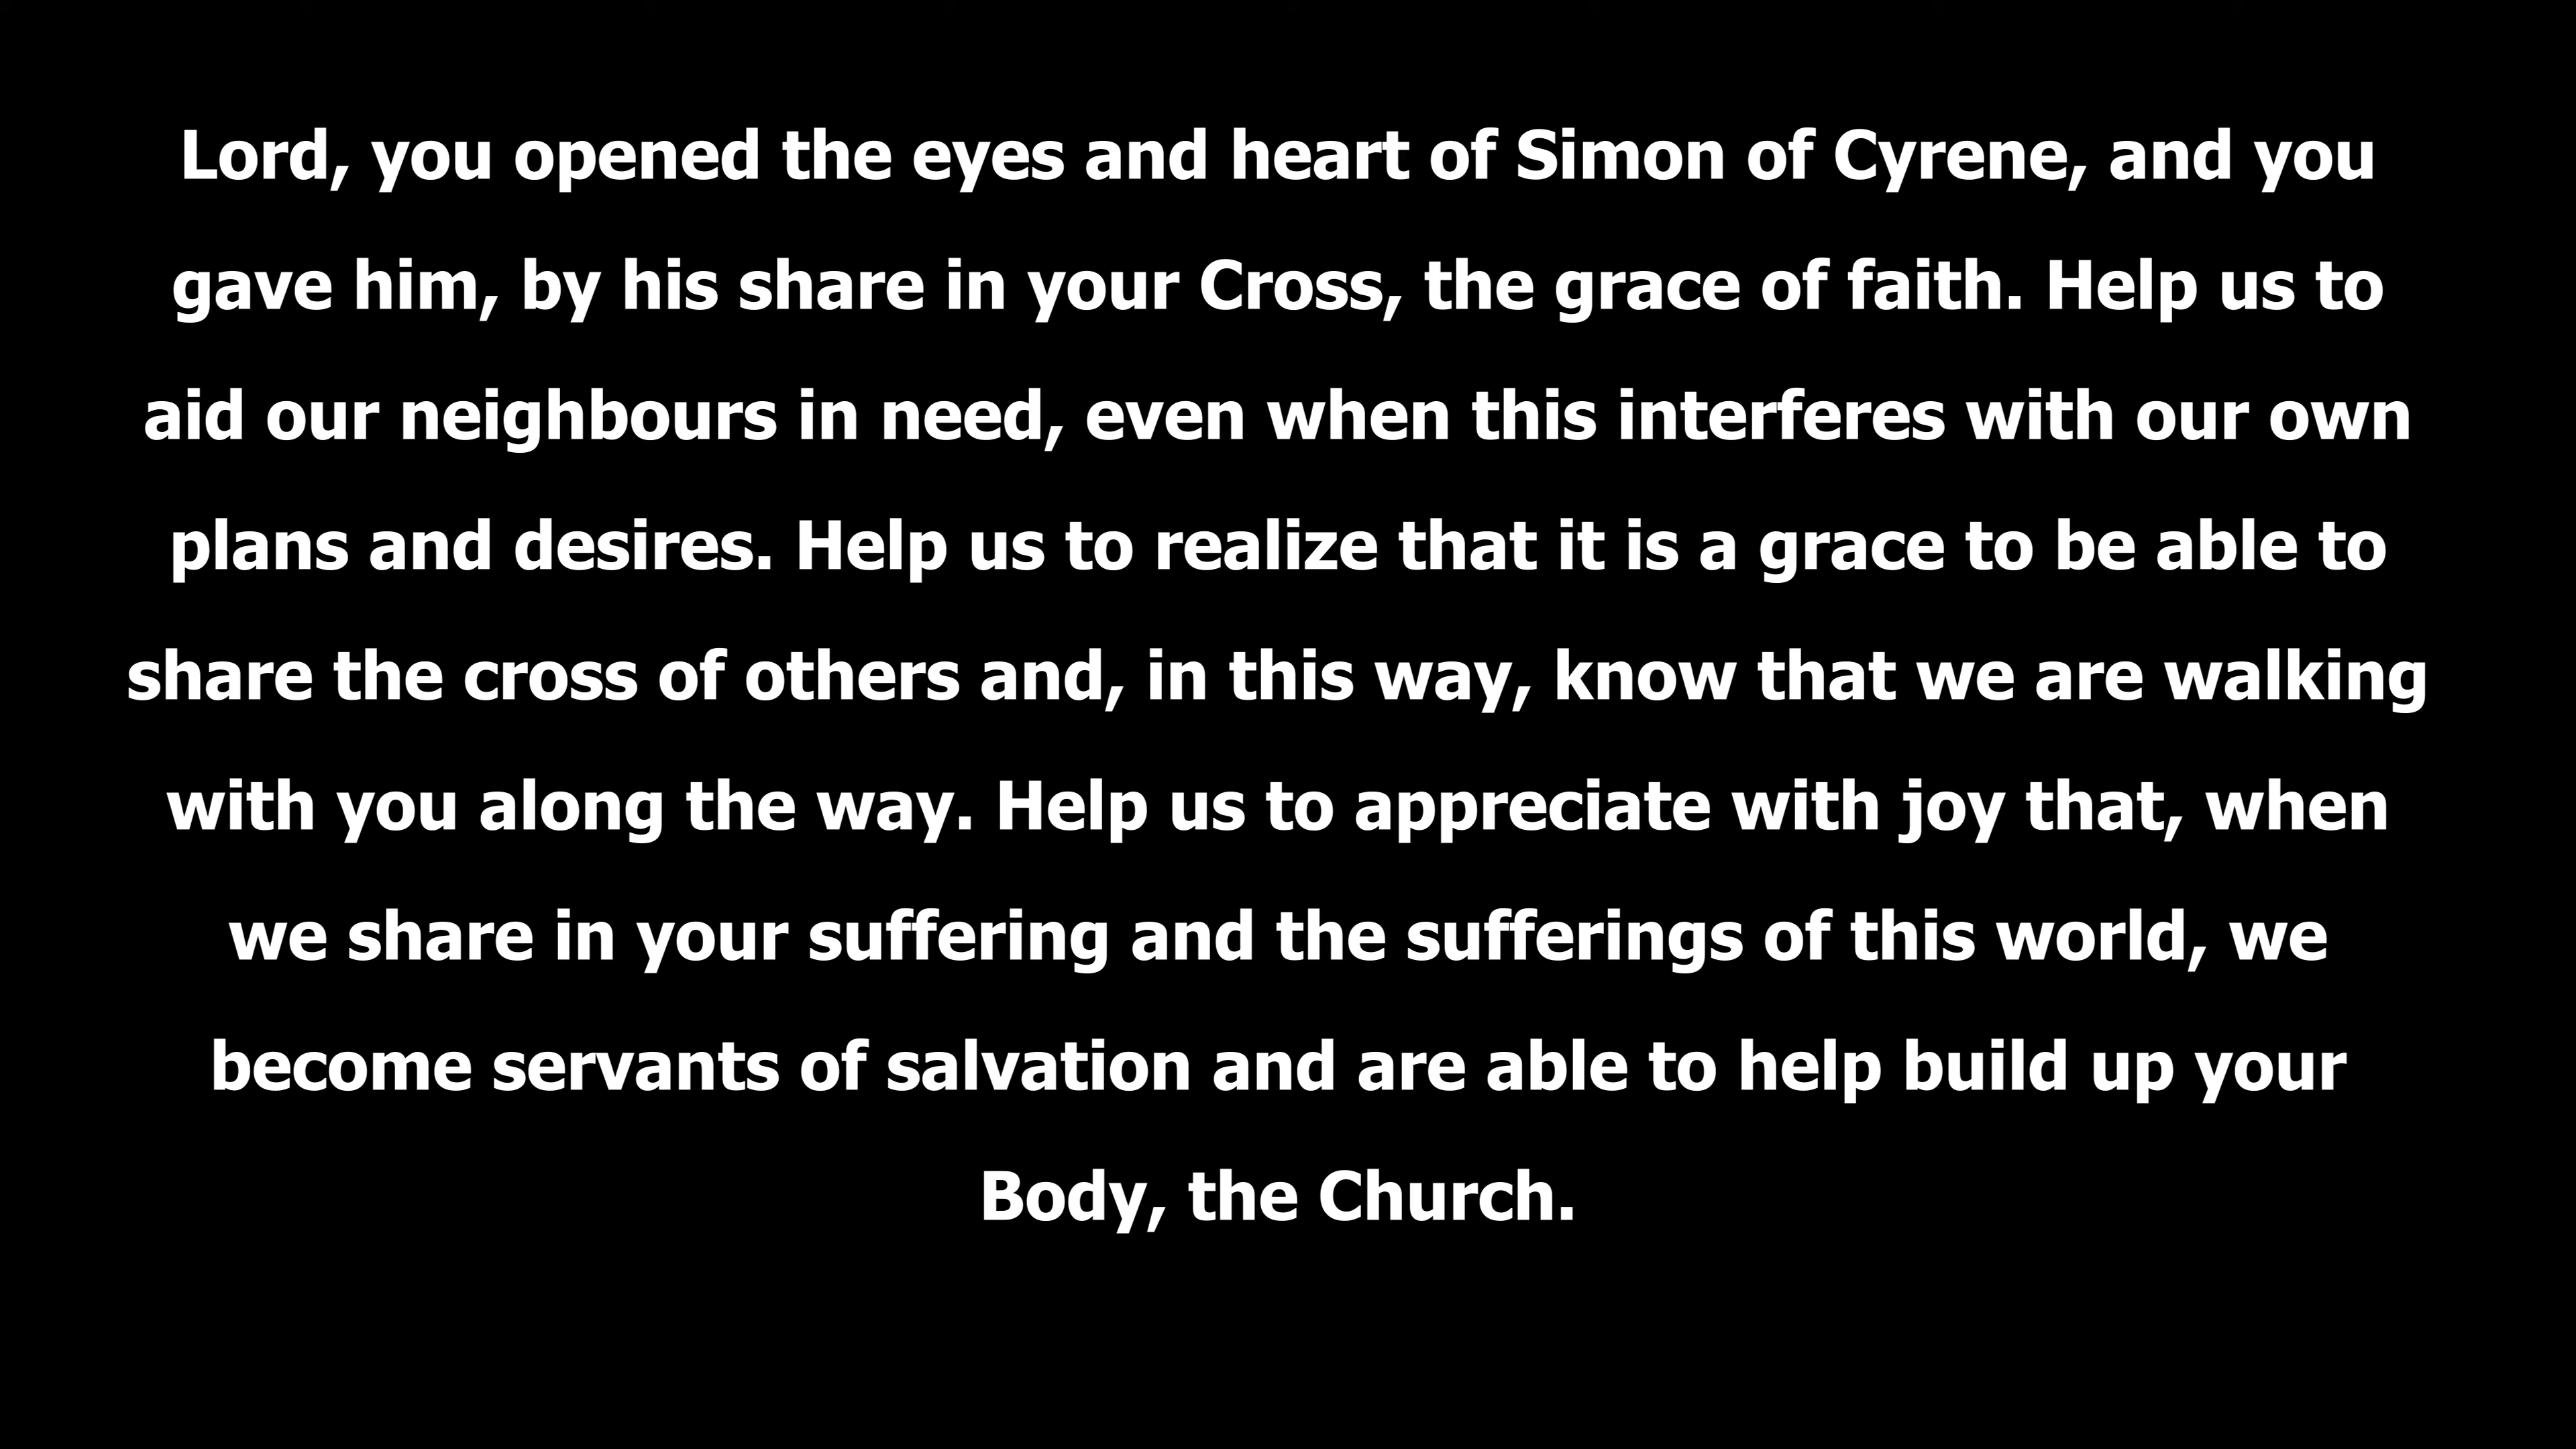 Lord, you opened the eyes and heart of Simon of Cyrene, and you
gave him, by his share in your Cross, the grace of faith. Help us to
aid our neighbours in need, even when this interferes with our own
plans and desires. Help us to realize that it is a grace to be able to
share the cross of others and, in this way, know that we are walking
with you along the way. Help us to appreciate with joy that, when
we share in your suffering and the sufferings of this world, we
become servants of salvation and are able to help build up your
Body, the Church.